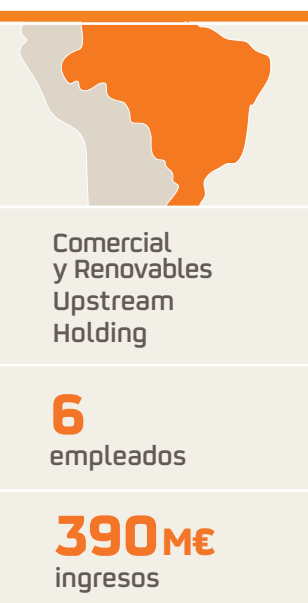 Comercial
y Renovables
Upstream
Holding
6
empleados
390M€
ingresos